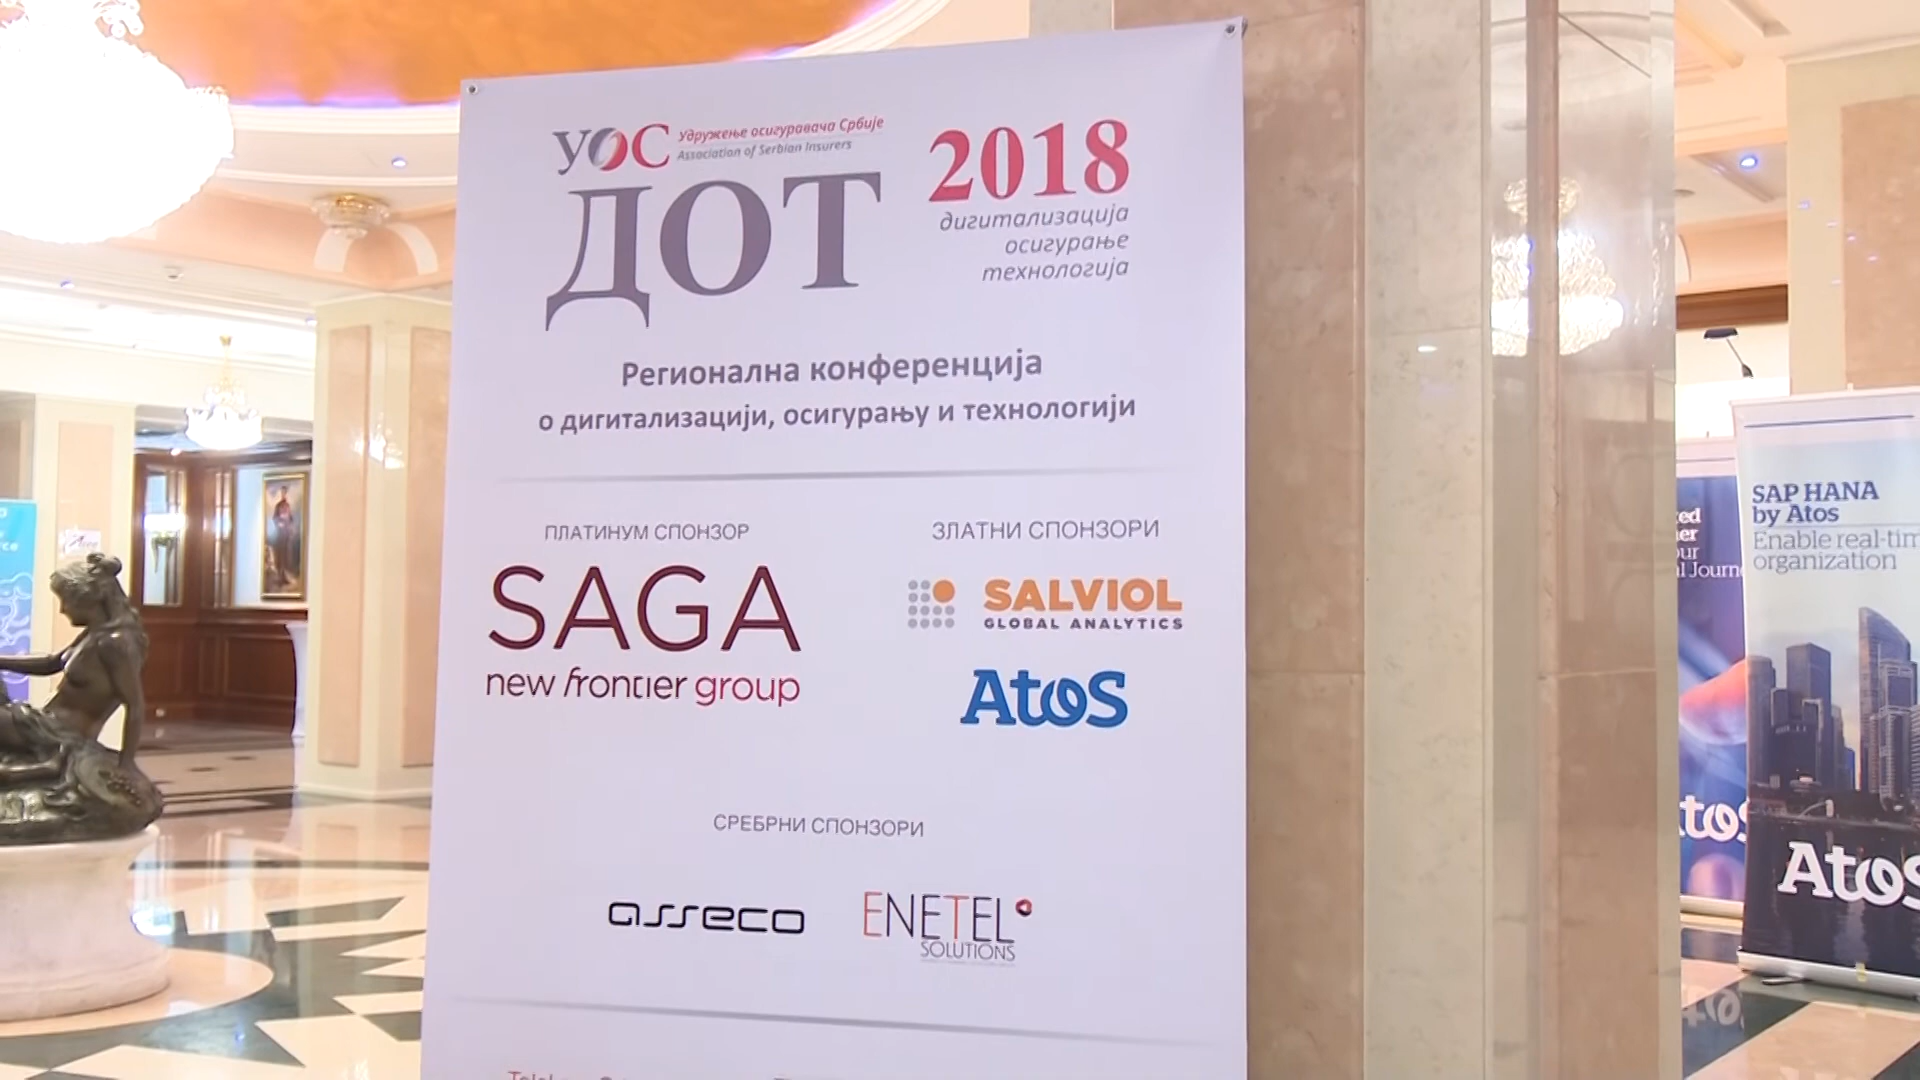 УОС Удружење осигуравача Србије
Association of Serbian Insurers
ДОТ 2018
дигитализација
осигурање
технологија
Регионална конференција
о дигитализацији, осигурању и технологији
ПЛАТИНУМ СПОНЗОР
SAGA
new frontier group
ЗЛАТНИ СПОНЗОРИ
SALVIOL
GLOBAL ANALYTICS
Atos
СРЕБРНИ СПОНЗОРИ
asseco
ENETEL
SOLUTIONS
SAP HANA
by Atos
Enable real-tim
organization
Atos